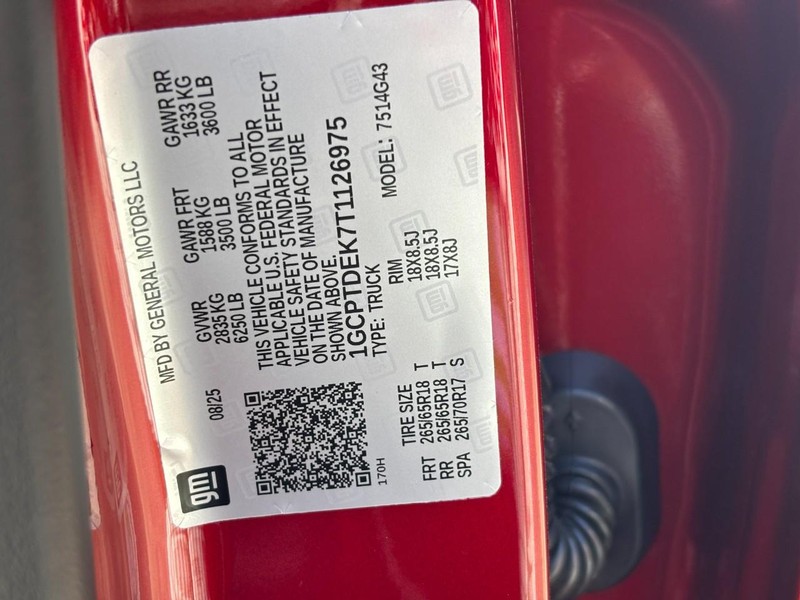 MFD BY GENERAL MOTORS LLC
gm
08/25
GVWR GAWR FRT GAWR RR
2835 KG 1588 KG 1633 KG
6250 LB 3500 LB 3600 LB
THIS VEHICLE CONFORMS TO ALL
APPLICABLE U.S. FEDERAL MOTOR
VEHICLE SAFETY STANDARDS IN EFFECT
ON THE DATE OF MANUFACTURE
SHOWN ABOVE.
1GCPTDEK7T1126975
TYPE: TRUCK MODEL: 7514G43
170H
TIRE SIZE RIM
FRT 265/65R18 T 18X8.5J
RR 265/65R18 T 18X8.5J
SPA 265/70R17 S 17X8J